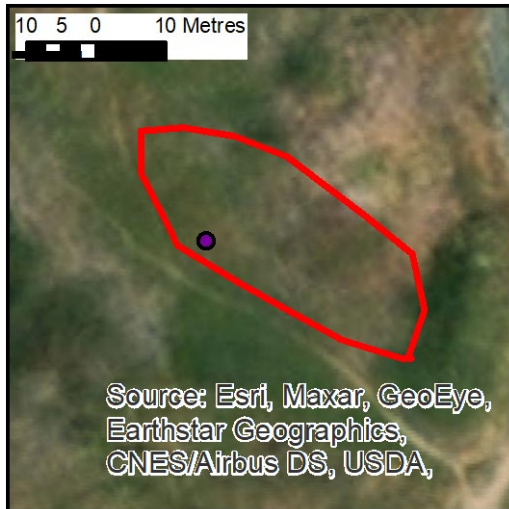 10 5 0 10 Metres
Source: Esri, Maxar, GeoEye,
Earthstar Geographics,
CNES/Airbus DS, USDA,